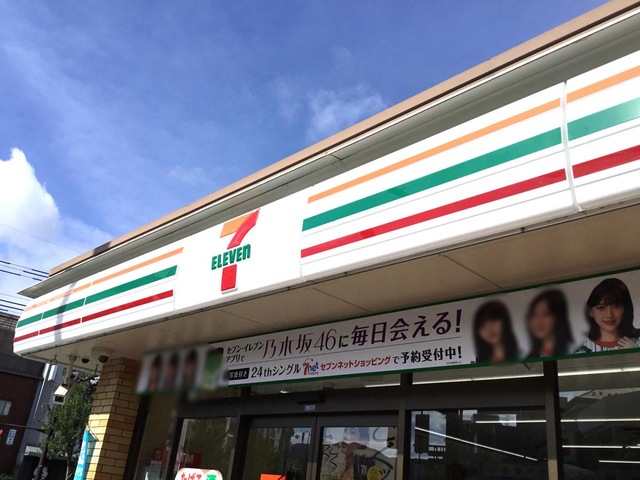 7
ELEVEN
セブン-イレブン
アプリで
乃木坂46に毎日会える!
24thシングル 7net セブンネットショッピングで予約受付中!